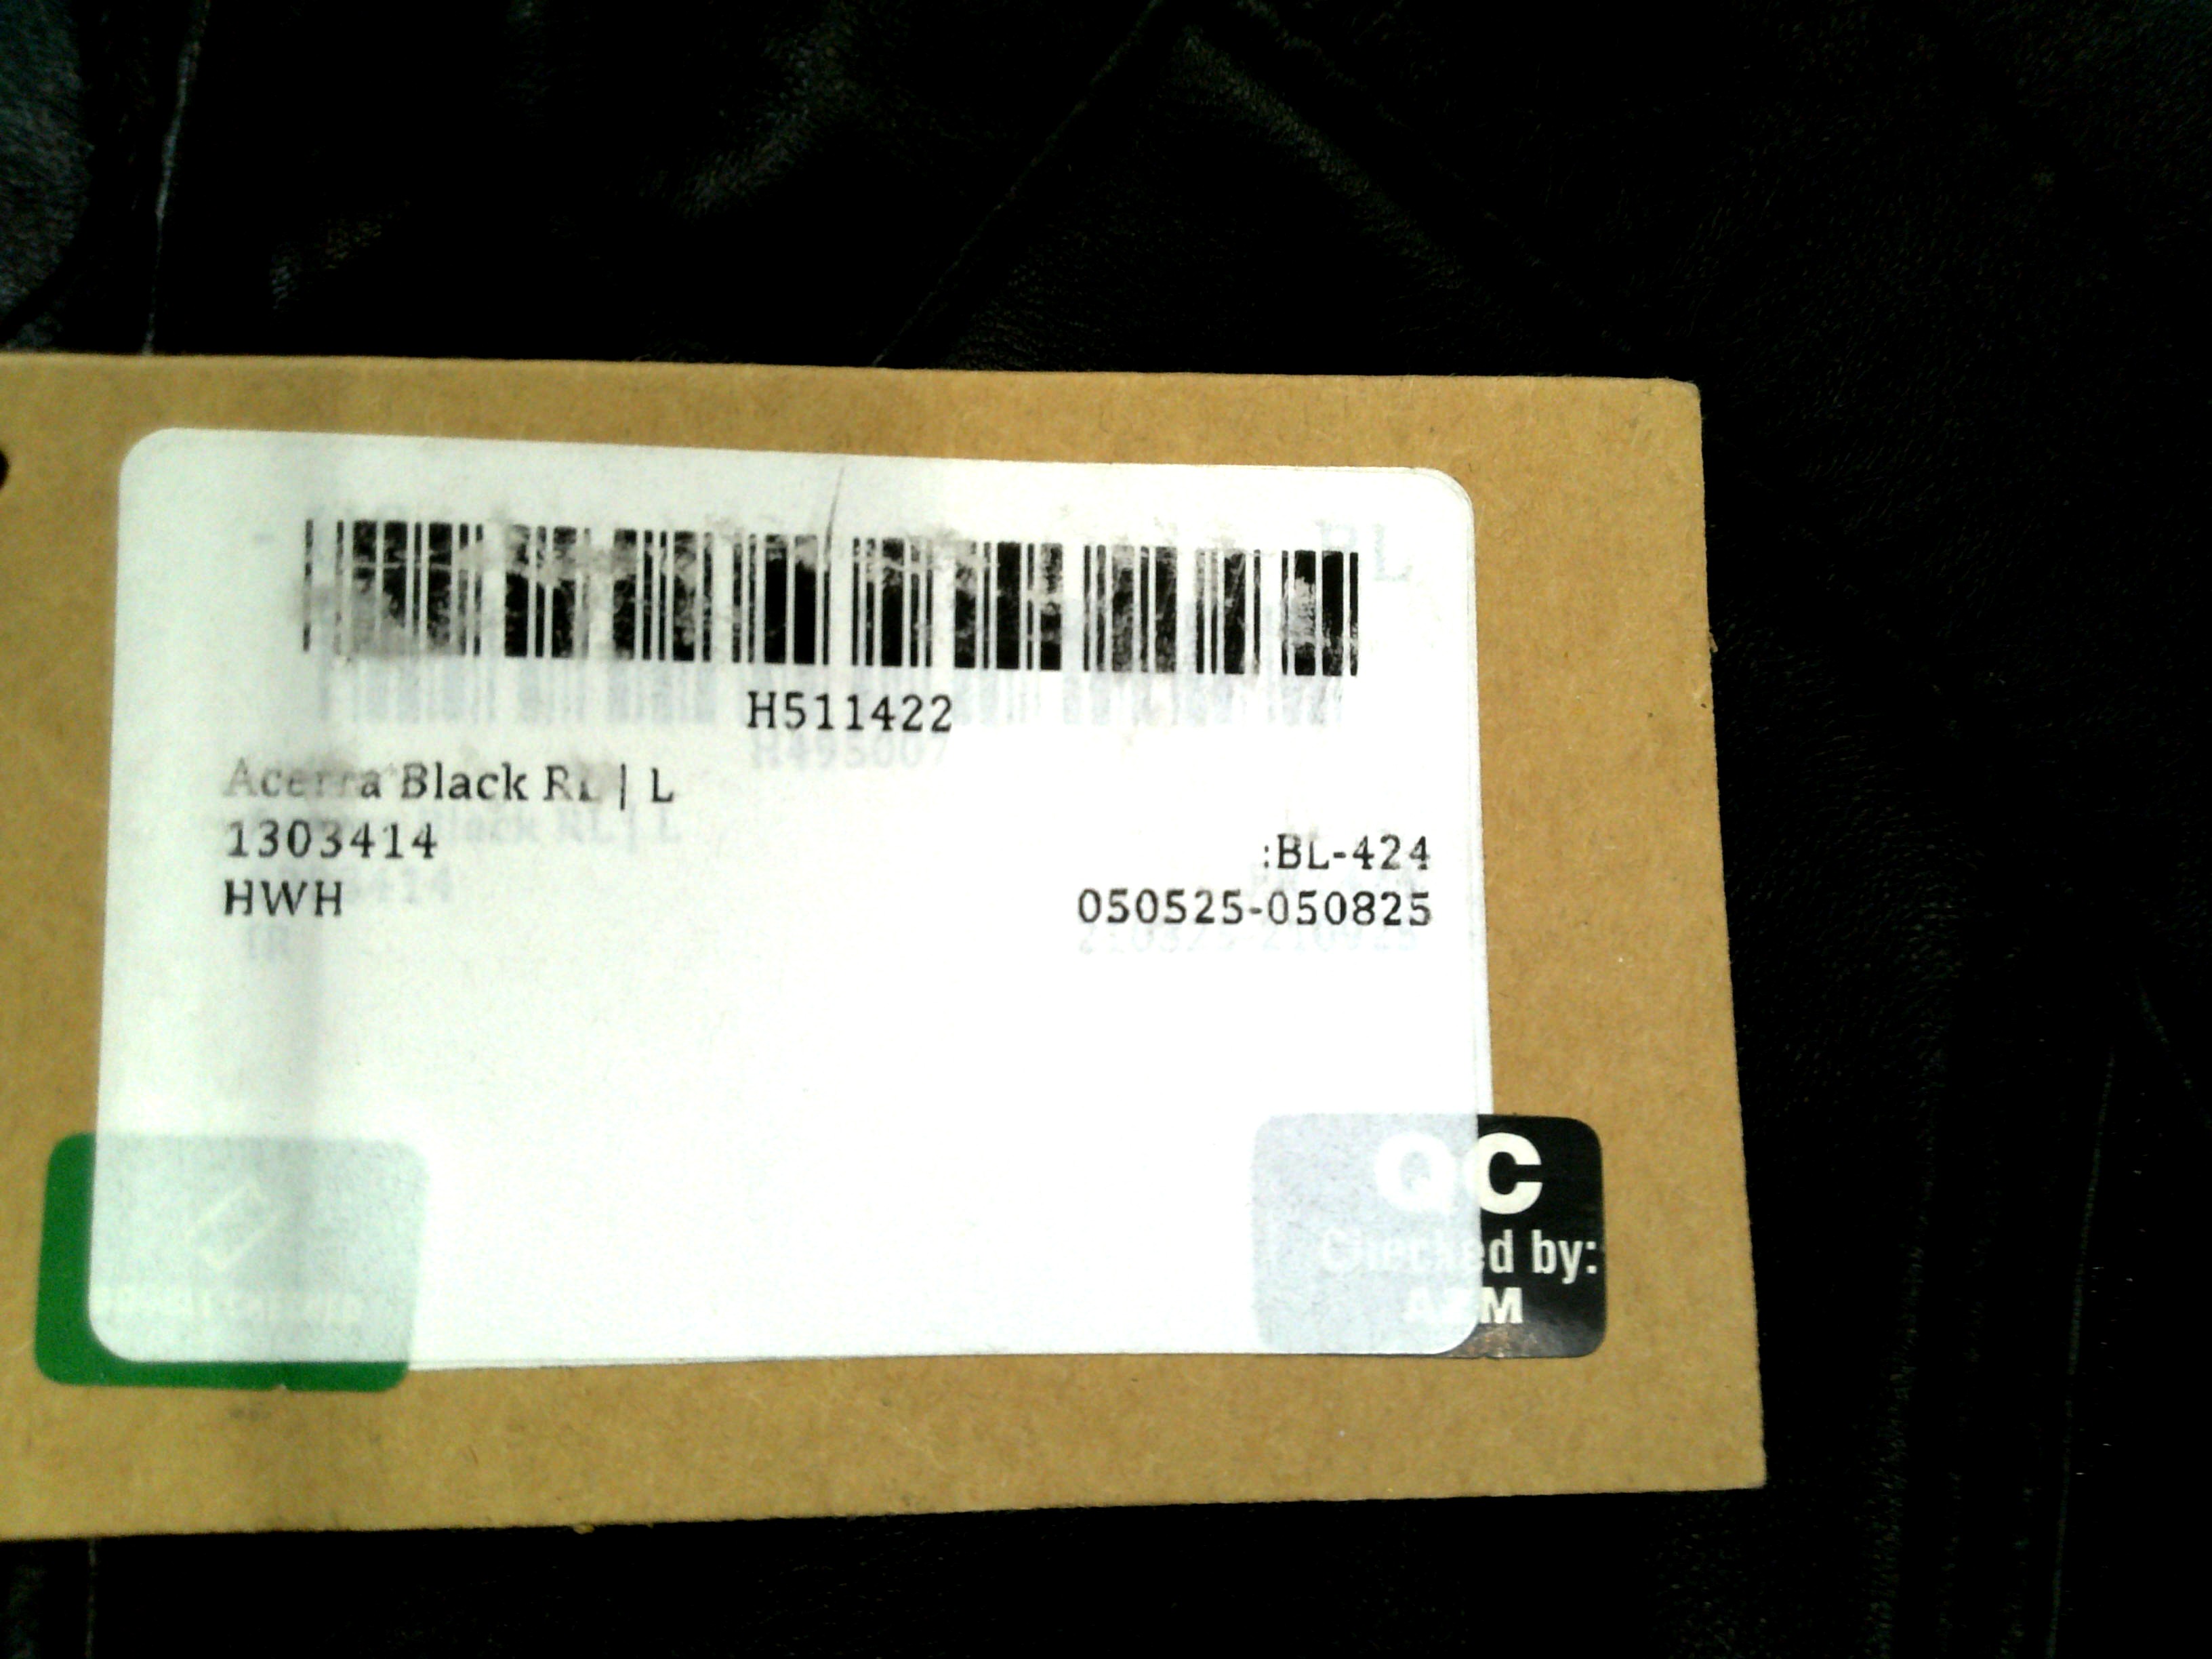 H511422
Acerra Black RL | L
1303414
:BL-424
HWH
050525-050825
QC
Checked by: